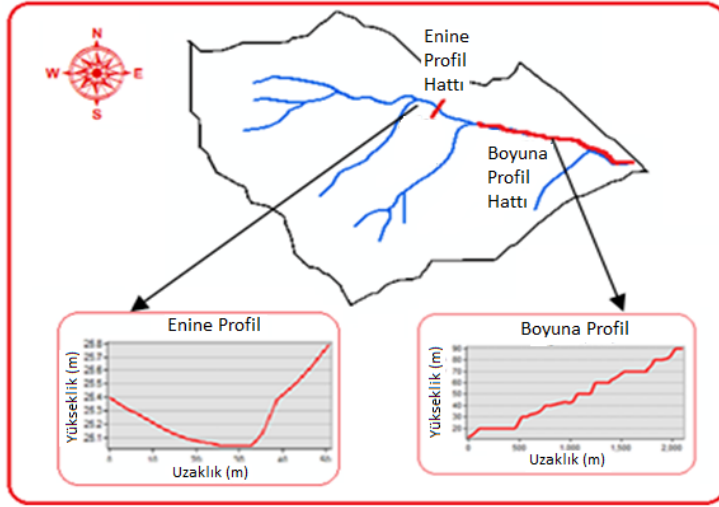 N
W
E
S
Enine
Profil
Hattı
Boyuna
Profil
Hattı
Enine Profil
Yükseklik (m)
Uzaklık (m)
Boyuna Profil
Yükseklik (m)
90
80
70
60
50
40
30
20
0
500
1,000
1,500
2,000
Uzaklık (m)